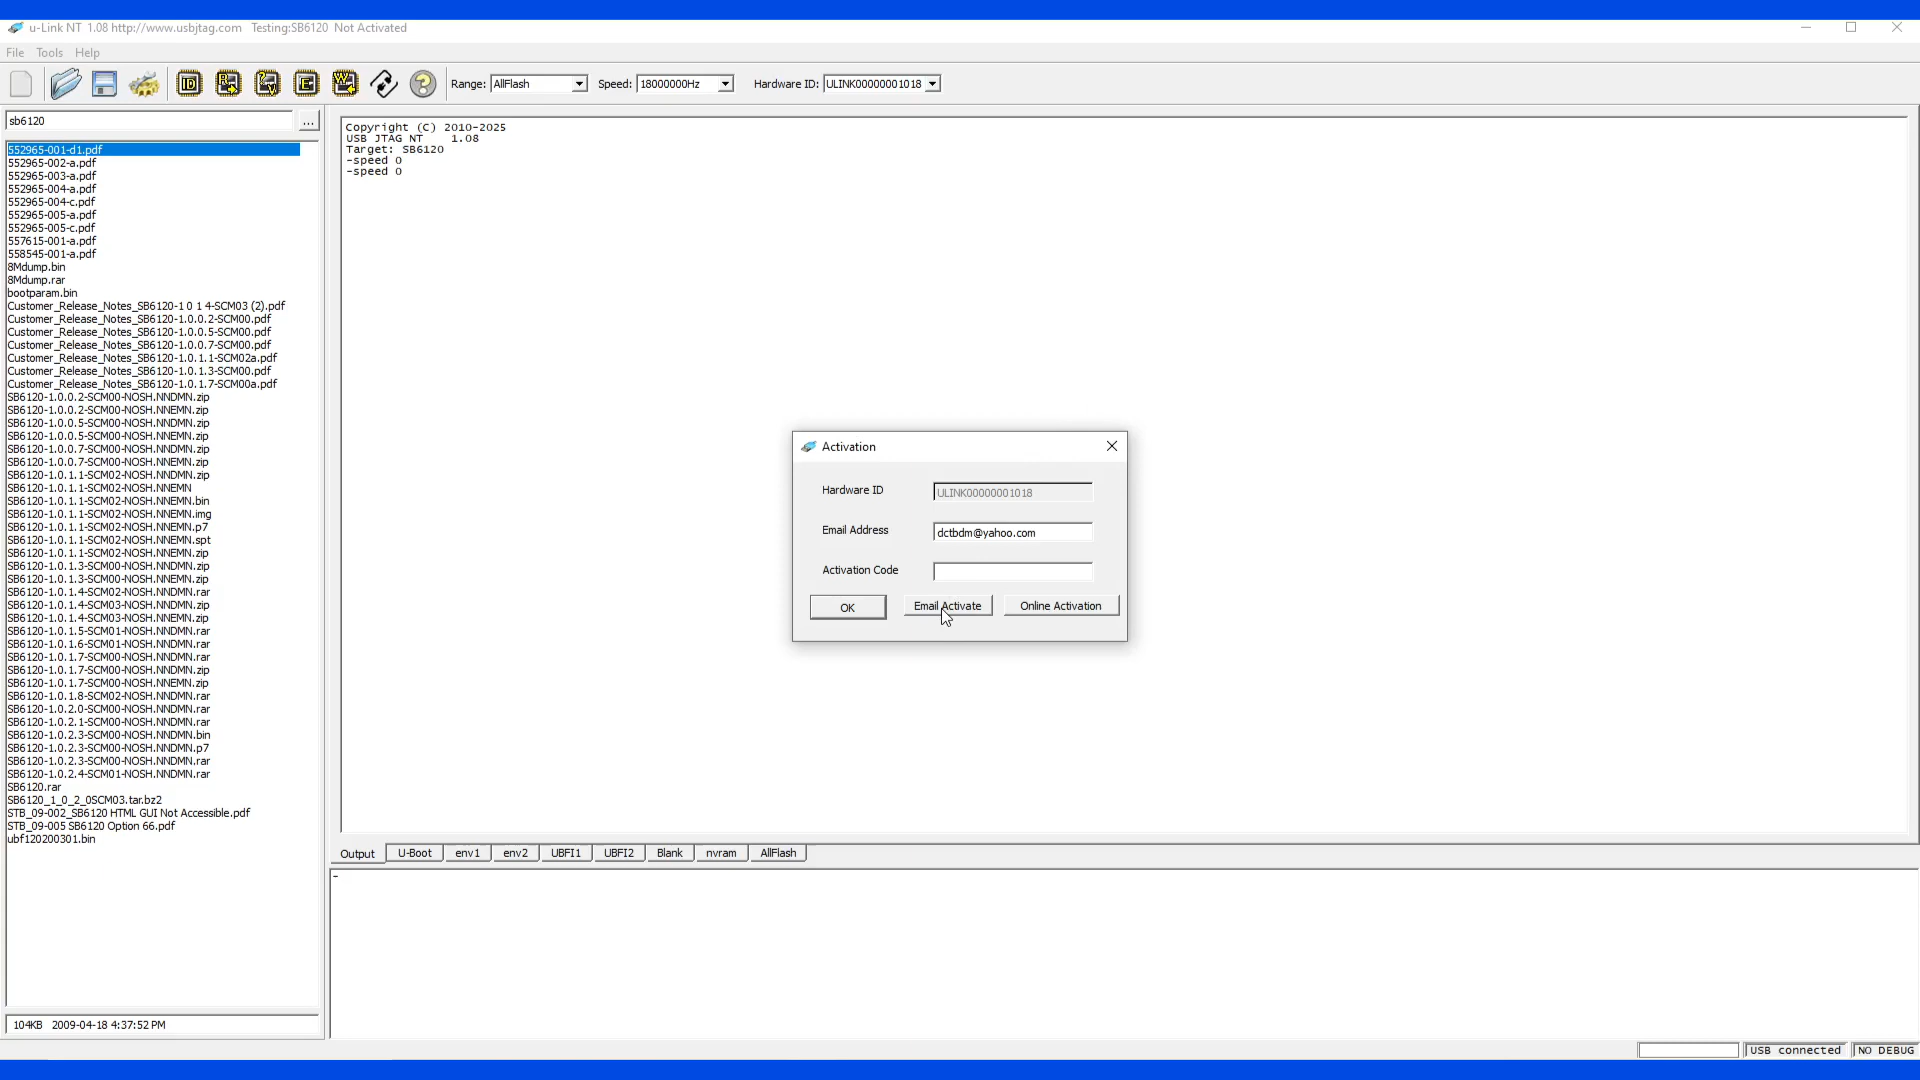 u-Link NT 1.08 http://www.usbjtag.com Testing:SB6120 Not Activated
File Tools Help
ID R ?V E W ? Range: AllFlash Speed: 18000000Hz Hardware ID: ULINK00000001018
sb6120 ...
552965-001-d1.pdf
552965-002-a.pdf
552965-003-a.pdf
552965-004-a.pdf
552965-004-c.pdf
552965-005-a.pdf
552965-005-c.pdf
557615-001-a.pdf
558545-001-a.pdf
8Mdump.bin
8Mdump.rar
bootparam.bin
Customer_Release_Notes_SB6120-1 0 1 4-SCM03 (2).pdf
Customer_Release_Notes_SB6120-1.0.0.2-SCM00.pdf
Customer_Release_Notes_SB6120-1.0.0.5-SCM00.pdf
Customer_Release_Notes_SB6120-1.0.0.7-SCM00.pdf
Customer_Release_Notes_SB6120-1.0.1.1-SCM02a.pdf
Customer_Release_Notes_SB6120-1.0.1.3-SCM00.pdf
Customer_Release_Notes_SB6120-1.0.1.7-SCM00a.pdf
SB6120-1.0.0.2-SCM00-NOSH.NNDMN.zip
SB6120-1.0.0.2-SCM00-NOSH.NNEMN.zip
SB6120-1.0.0.5-SCM00-NOSH.NNDMN.zip
SB6120-1.0.0.5-SCM00-NOSH.NNEMN.zip
SB6120-1.0.0.7-SCM00-NOSH.NNDMN.zip
SB6120-1.0.0.7-SCM00-NOSH.NNEMN.zip
SB6120-1.0.1.1-SCM02-NOSH.NNDMN.zip
SB6120-1.0.1.1-SCM02-NOSH.NNEMN
SB6120-1.0.1.1-SCM02-NOSH.NNEMN.bin
SB6120-1.0.1.1-SCM02-NOSH.NNEMN.img
SB6120-1.0.1.1-SCM02-NOSH.NNEMN.p7
SB6120-1.0.1.1-SCM02-NOSH.NNEMN.spt
SB6120-1.0.1.1-SCM02-NOSH.NNEMN.zip
SB6120-1.0.1.3-SCM00-NOSH.NNDMN.zip
SB6120-1.0.1.3-SCM00-NOSH.NNEMN.zip
SB6120-1.0.1.4-SCM02-NOSH.NNEMN.rar
SB6120-1.0.1.4-SCM03-NOSH.NNDMN.zip
SB6120-1.0.1.4-SCM03-NOSH.NNEMN.zip
SB6120-1.0.1.5-SCM01-NOSH.NNDMN.rar
SB6120-1.0.1.6-SCM01-NOSH.NNDMN.rar
SB6120-1.0.1.7-SCM00-NOSH.NNDMN.rar
SB6120-1.0.1.7-SCM00-NOSH.NNDMN.zip
SB6120-1.0.1.7-SCM00-NOSH.NNEMN.zip
SB6120-1.0.1.8-SCM02-NOSH.NNDMN.rar
SB6120-1.0.2.0-SCM00-NOSH.NNDMN.rar
SB6120-1.0.2.1-SCM00-NOSH.NNDMN.rar
SB6120-1.0.2.3-SCM00-NOSH.NNDMN.bin
SB6120-1.0.2.3-SCM00-NOSH.NNDMN.p7
SB6120-1.0.2.3-SCM00-NOSH.NNDMN.rar
SB6120-1.0.2.4-SCM01-NOSH.NNDMN.rar
SB6120.rar
SB6120_1_0_2_0SCM03.tar.bz2
STB_09-002_SB6120 HTML GUI Not Accessible.pdf
STB_09-005 SB6120 Option 66.pdf
ubf120200301.bin
104KB 2009-04-18 4:37:52 PM
Copyright (C) 2010-2025
USB JTAG NT 1.08
Target: SB6120
-speed 0
-speed 0
Activation
Hardware ID ULINK00000001018
Email Address dctbdm@yahoo.com
Activation Code
OK Email Activate Online Activation
Output U-Boot env1 env2 UBFI1 UBFI2 Blank nvram AllFlash
-
USB connected NO DEBUG